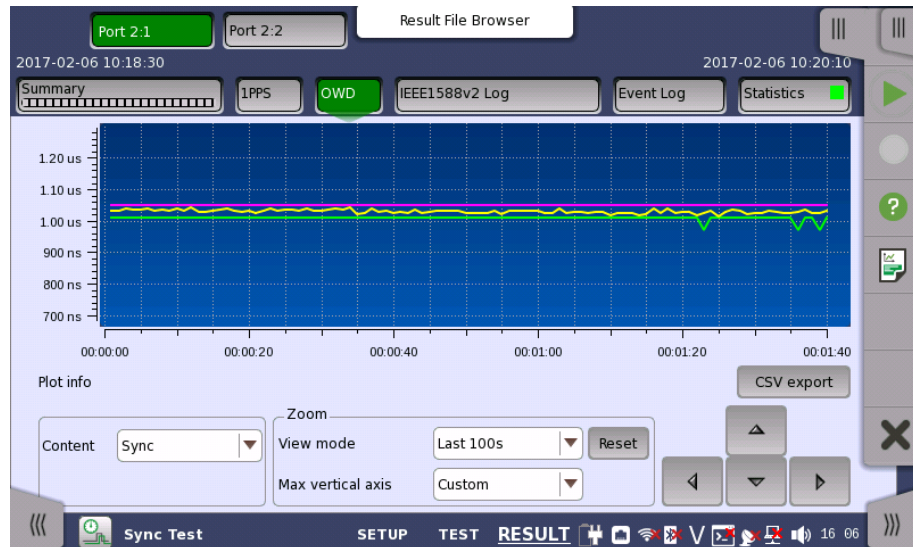 Port 2:1
Port 2:2
Result File Browser
2017-02-06 10:18:30
2017-02-06 10:20:10
Summary
1PPS
OWD
IEEE1588v2 Log
Event Log
Statistics
1.20 us
1.10 us
1.00 us
900 ns
800 ns
700 ns
00:00:00
00:00:20
00:00:40
00:01:00
00:01:20
00:01:40
Plot info
CSV export
Zoom
Content
Sync
View mode
Last 100s
Reset
Max vertical axis
Custom
Sync Test
SETUP
TEST
RESULT
V
16 06